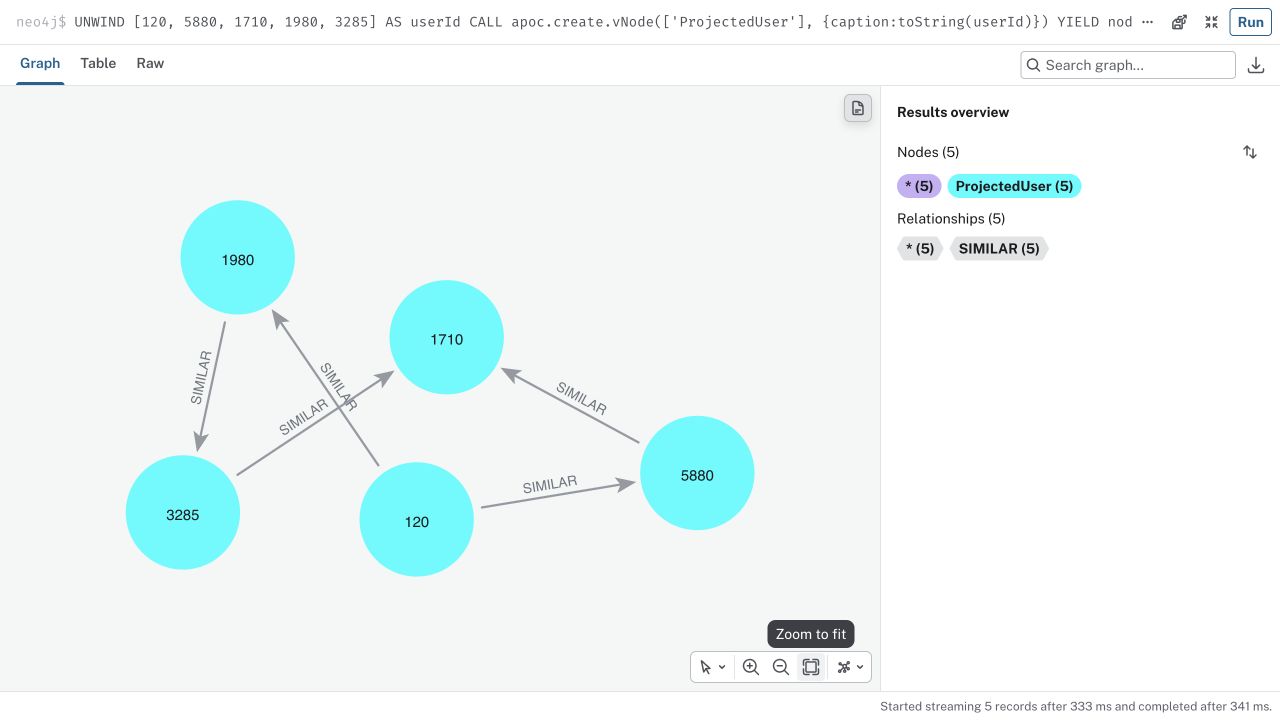 neo4j$ UNWIND [120, 5880, 1710, 1980, 3285] AS userId CALL apoc.create.vNode(['ProjectedUser'], {caption:toString(userId)}) YIELD nod ⋯ Run
Graph Table Raw
Search graph...
Results overview
Nodes (5)
* (5) ProjectedUser (5)
Relationships (5)
* (5) SIMILAR (5)
1980
1710
SIMILAR
SIMILAR
SIMILAR
SIMILAR
5880
SIMILAR
3285
120
Zoom to fit
Started streaming 5 records after 333 ms and completed after 341 ms.